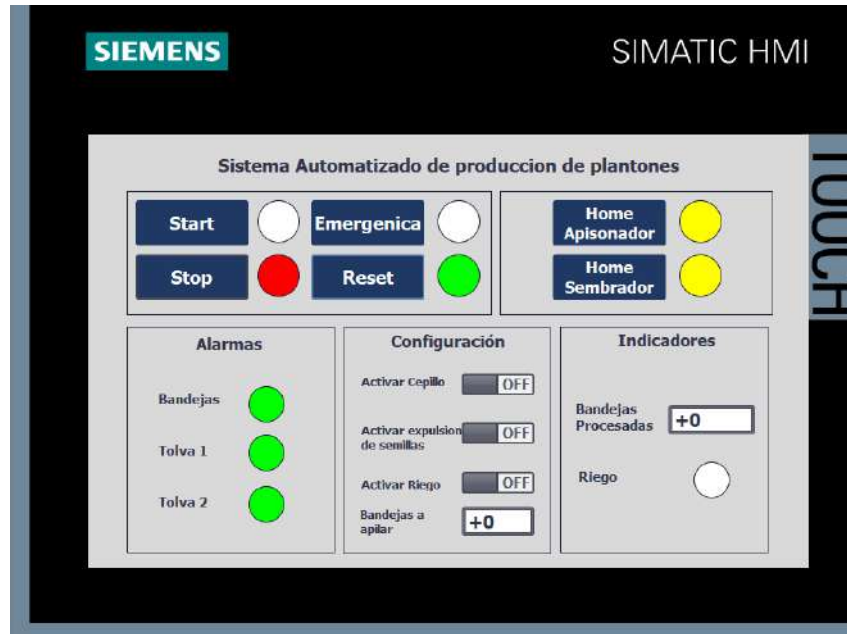 SIEMENS
SIMATIC HMI
TOUCH
Sistema Automatizado de produccion de plantones
Start
Emergenica
Stop
Reset
Home
Apisonador
Home
Sembrador
Alarmas
Bandejas
Tolva 1
Tolva 2
Configuración
Activar Cepillo
OFF
Activar expulsion
de semillas
OFF
Activar Riego
OFF
Bandejas a
apilar
+0
Indicadores
Bandejas
Procesadas
+0
Riego